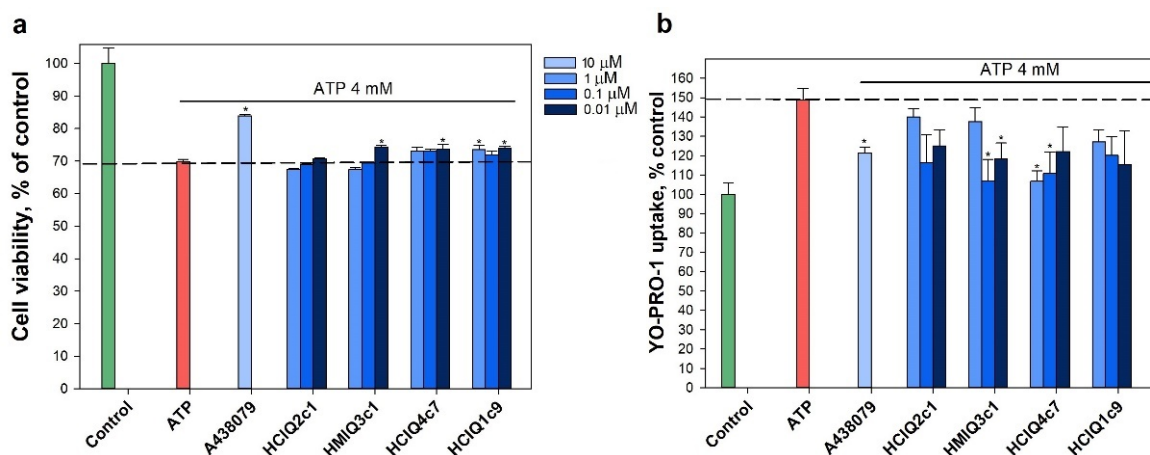 a
Cell viability, % of control
100
90
80
70
60
50
40
30
20
10
0
ATP 4 mM
*
*
*
*
*
Control
ATP
A438079
HCIQ2c1
HMIQ3c1
HCIQ4c7
HCIQ1c9
10 μM
1 μM
0.1 μM
0.01 μM
b
YO-PRO-1 uptake, % control
160
150
140
130
120
110
100
90
80
70
60
50
40
30
20
10
0
ATP 4 mM
*
*
*
*
*
Control
ATP
A438079
HCIQ2c1
HMIQ3c1
HCIQ4c7
HCIQ1c9